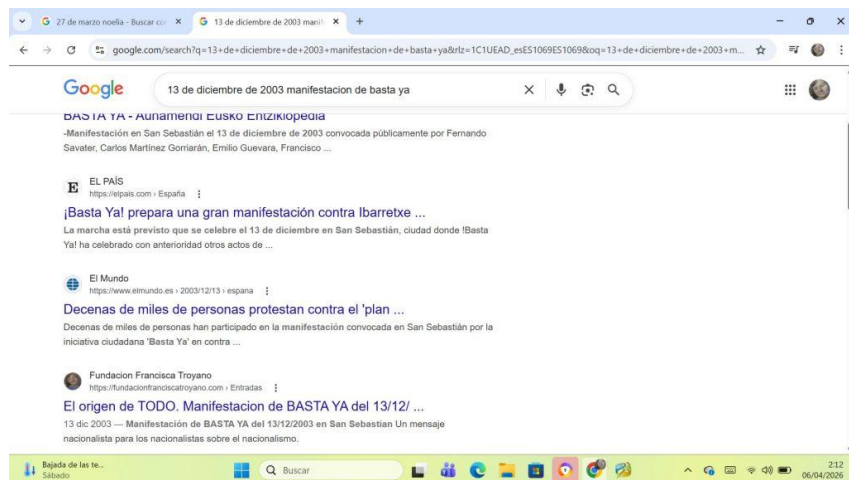 27 de marzo noelia - Buscar con
13 de diciembre de 2003 manif
google.com/search?q=13+de+diciembre+de+2003+manifestacion+de+basta+ya&rlz=1C1UEAD_esES1069ES1069&oq=13+de+diciembre+de+2003+m...
Google
13 de diciembre de 2003 manifestacion de basta ya
BASTA YA - Auñamendi Eusko Entziklopedia
-Manifestación en San Sebastián el 13 de diciembre de 2003 convocada públicamente por Fernando
Savater, Carlos Martínez Gorriarán, Emilio Guevara, Francisco ...
E
EL PAÍS
https://elpais.com › España
¡Basta Ya! prepara una gran manifestación contra Ibarretxe ...
La marcha está previsto que se celebre el 13 de diciembre en San Sebastián, ciudad donde !Basta
Ya! ha celebrado con anterioridad otros actos de ...
El Mundo
https://www.elmundo.es › 2003/12/13 › espana
Decenas de miles de personas protestan contra el 'plan ...
Decenas de miles de personas han participado en la manifestación convocada en San Sebastián por la
iniciativa ciudadana 'Basta Ya' en contra ...
Fundacion Francisca Troyano
https://fundacionfranciscatroyano.com › Entradas
El origen de TODO. Manifestacion de BASTA YA del 13/12/ ...
13 dic 2003 — Manifestación de BASTA YA del 13/12/2003 en San Sebastian Un mensaje
nacionalista para los nacionalistas sobre el nacionalismo.
Bajada de las te...
Sábado
Buscar
2:12
06/04/2026